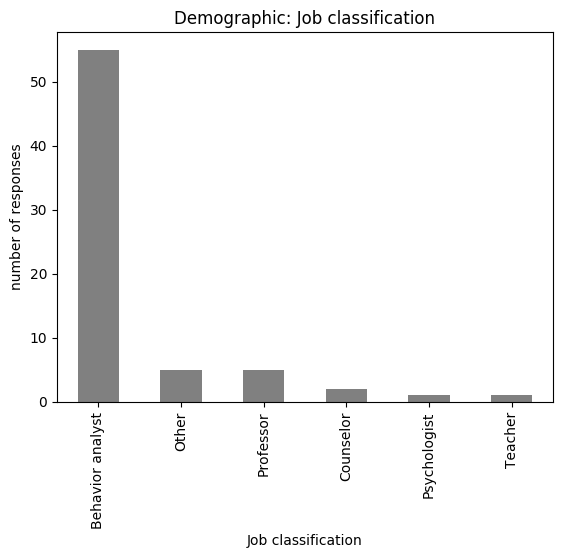 Demographic: Job classification
number of responses
50
40
30
20
10
0
Behavior analyst
Other
Professor
Counselor
Psychologist
Teacher
Job classification